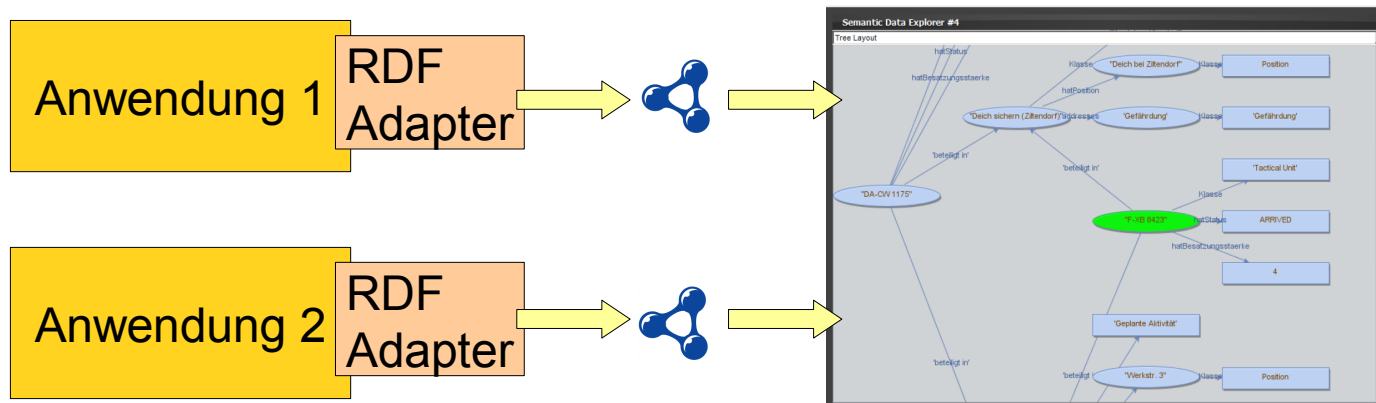 Anwendung 1
RDF
Adapter
Anwendung 2
RDF
Adapter
Semantic Data Explorer #4
Tree Layout
hatStatus
hatBesatzungsstaerke
Klasse
"Deich bei Ziltendorf"
Klasse
Position
hatPosition
"Deich sichern (Ziltendorf)"
addresses
'Gefährdung'
Klasse
'Gefährdung'
'beteiligt in'
'beteiligt in'
'Tactical Unit'
Klasse
"DA-CW 1175"
"F-XB 8423"
hatStatus
ARRIVED
hatBesatzungsstaerke
4
'Geplante Aktivität'
'beteiligt in'
'beteiligt
"Werkstr. 3"
Klasse
Position